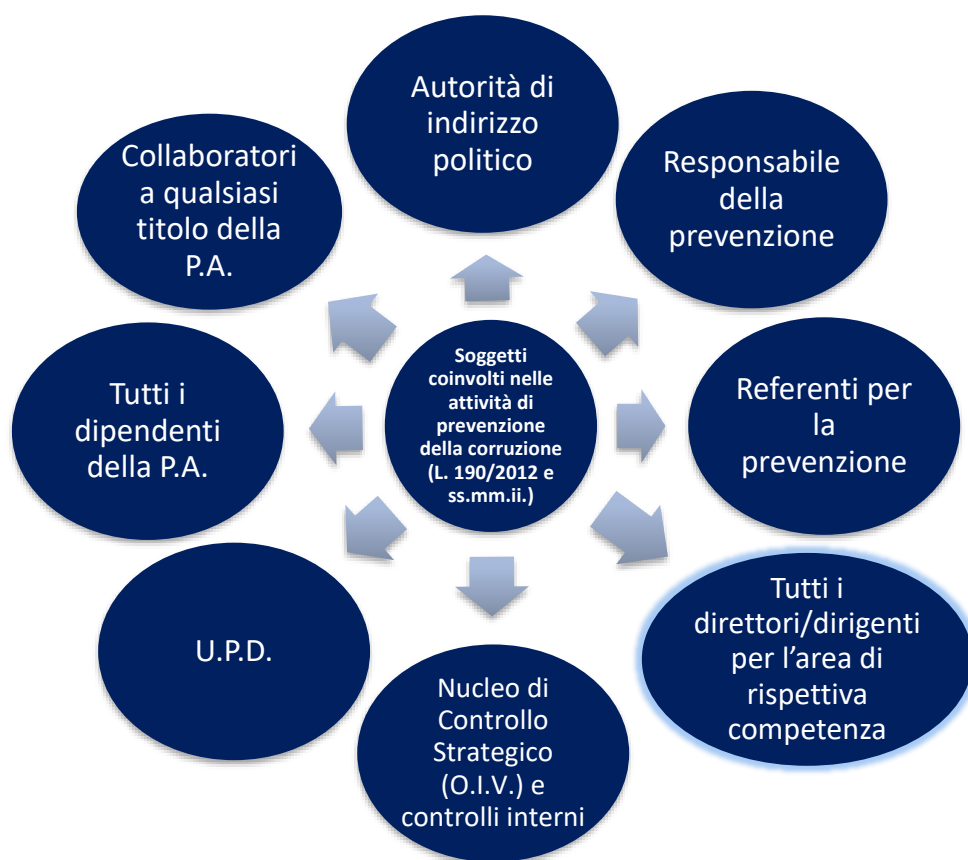 Autorità di
indirizzo
politico
Responsabile
della
prevenzione
Referenti per
la
prevenzione
Tutti i
direttori/dirigenti
per l’area di
rispettiva
competenza
Nucleo di
Controllo
Strategico
(O.I.V.) e
controlli interni
U.P.D.
Tutti i
dipendenti
della P.A.
Collaboratori
a qualsiasi
titolo della
P.A.
Soggetti
coinvolti nelle
attività di
prevenzione
della corruzione
(L. 190/2012 e
ss.mm.ii.)